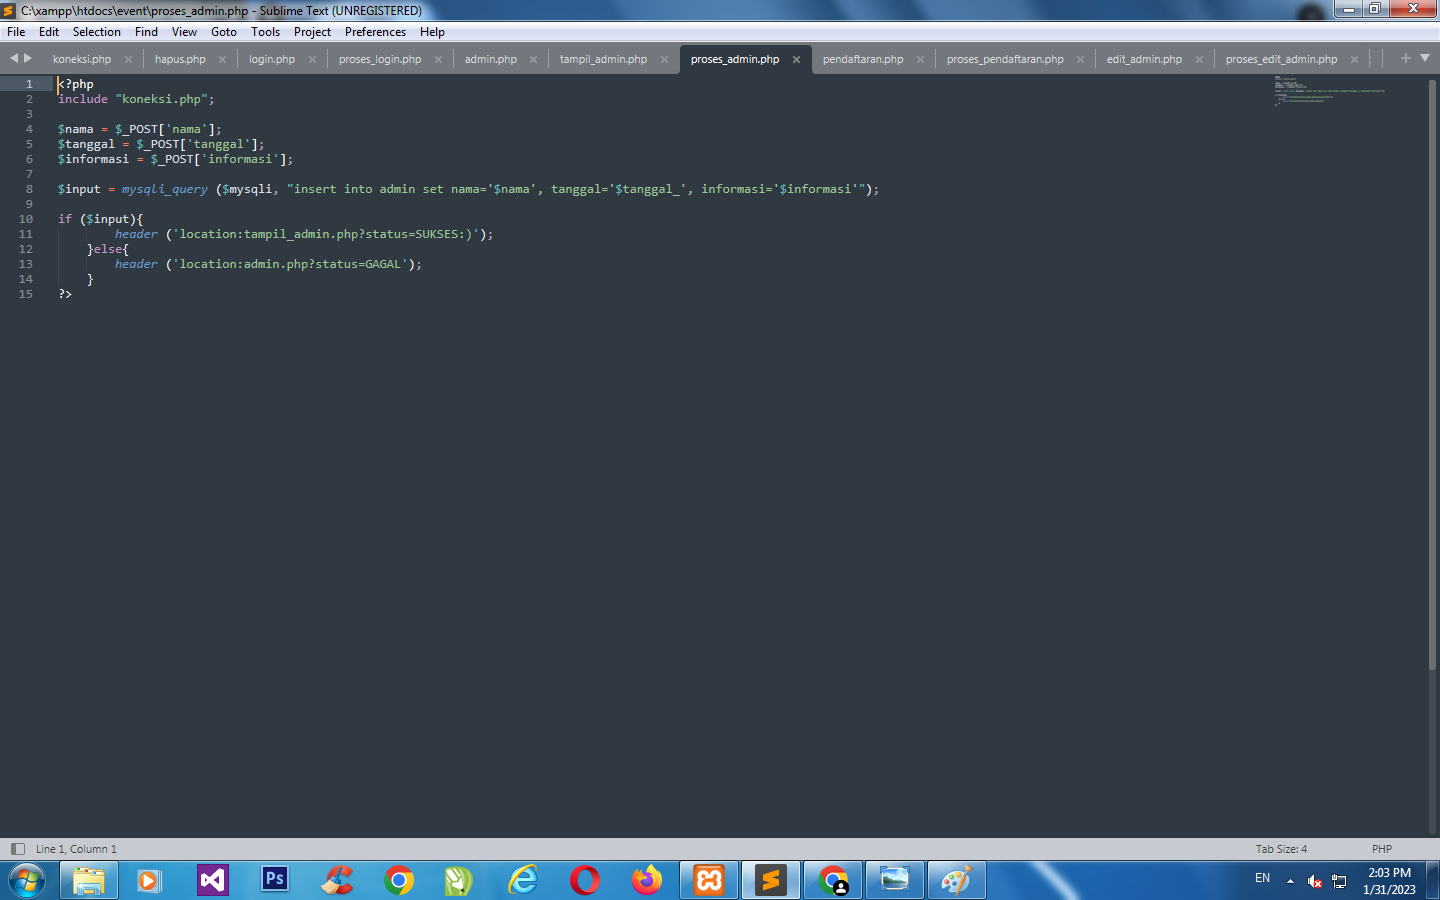 C:\xampp\htdocs\event\proses_admin.php - Sublime Text (UNREGISTERED)
File Edit Selection Find View Goto Tools Project Preferences Help
koneksi.php hapus.php login.php proses_login.php admin.php tampil_admin.php proses_admin.php pendaftaran.php proses_pendaftaran.php edit_admin.php proses_edit_admin.php
1 <?php
2 include "koneksi.php";
3
4 $nama = $_POST['nama'];
5 $tanggal = $_POST['tanggal'];
6 $informasi = $_POST['informasi'];
7
8 $input = mysqli_query ($mysqli, "insert into admin set nama='$nama', tanggal='$tanggal_', informasi='$informasi'");
9
10 if ($input){
11 header ('location:tampil_admin.php?status=SUKSES:)');
12 }else{
13 header ('location:admin.php?status=GAGAL');
14 }
15 ?>
Line 1, Column 1 Tab Size: 4 PHP
Ps
EN 2:03 PM
1/31/2023